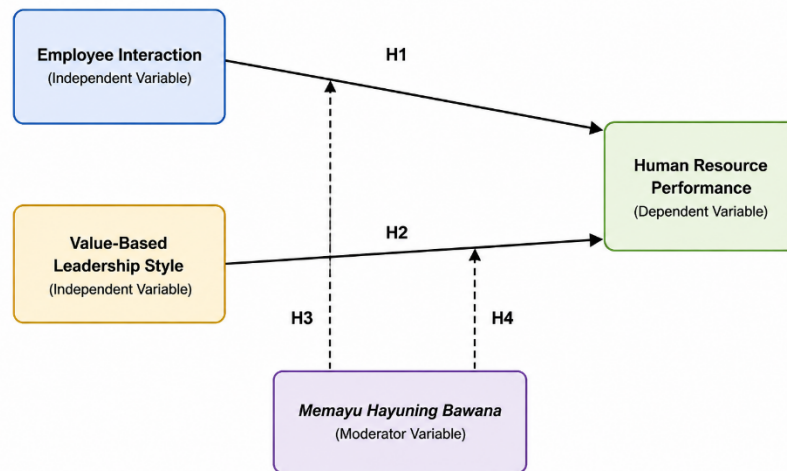 Employee Interaction
(Independent Variable)
H1
Human Resource
Performance
(Dependent Variable)
Value-Based
Leadership Style
(Independent Variable)
H2
H3
H4
Memayu Hayuning Bawana
(Moderator Variable)